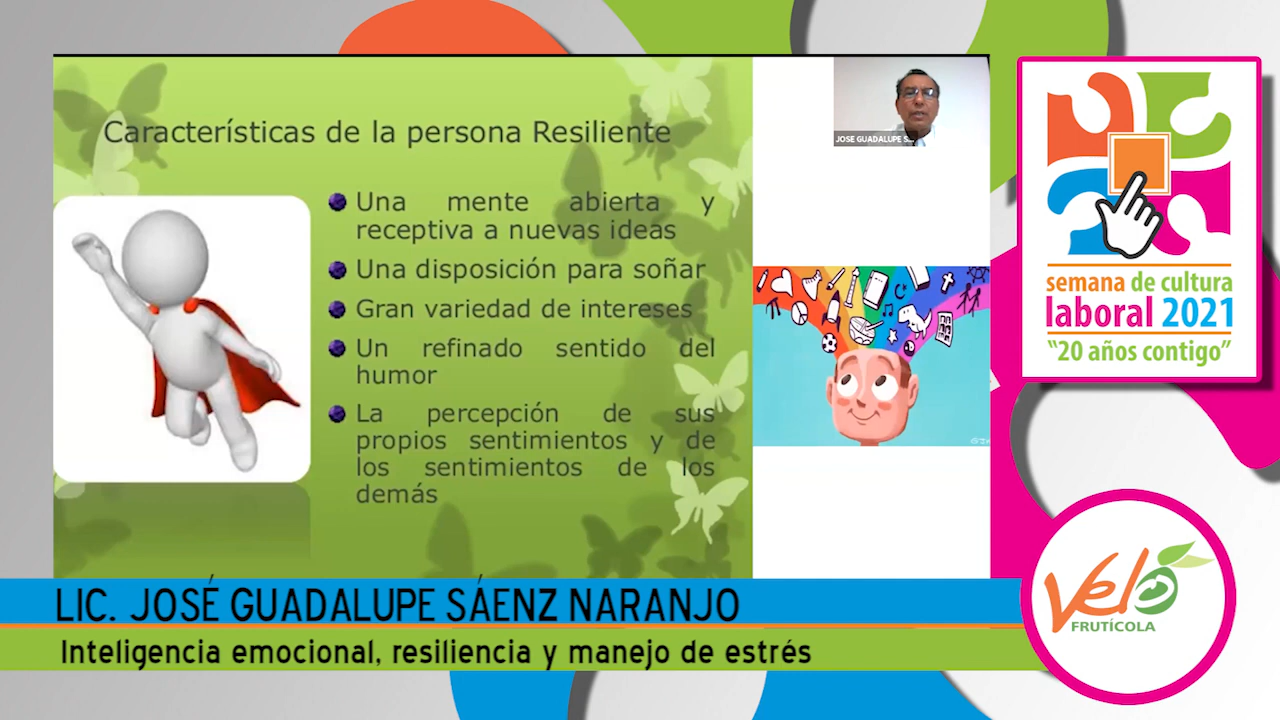 Características de la persona Resiliente
Una mente abierta y
receptiva a nuevas ideas
Una disposición para soñar
Gran variedad de intereses
Un refinado sentido del
humor
La percepción de sus
propios sentimientos y de
los sentimientos de los
demás
JOSE GUADALUPE S...
semana de cultura
laboral 2021
"20 años contigo"
LIC. JOSÉ GUADALUPE SÁENZ NARANJO
Inteligencia emocional, resiliencia y manejo de estrés
Velo
FRUTÍCOLA